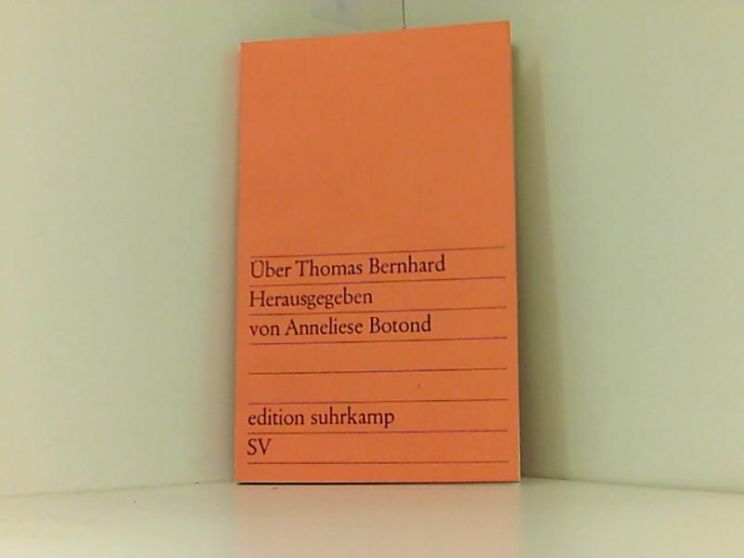 Über Thomas Bernhard
Herausgegeben
von Anneliese Botond
edition suhrkamp
SV